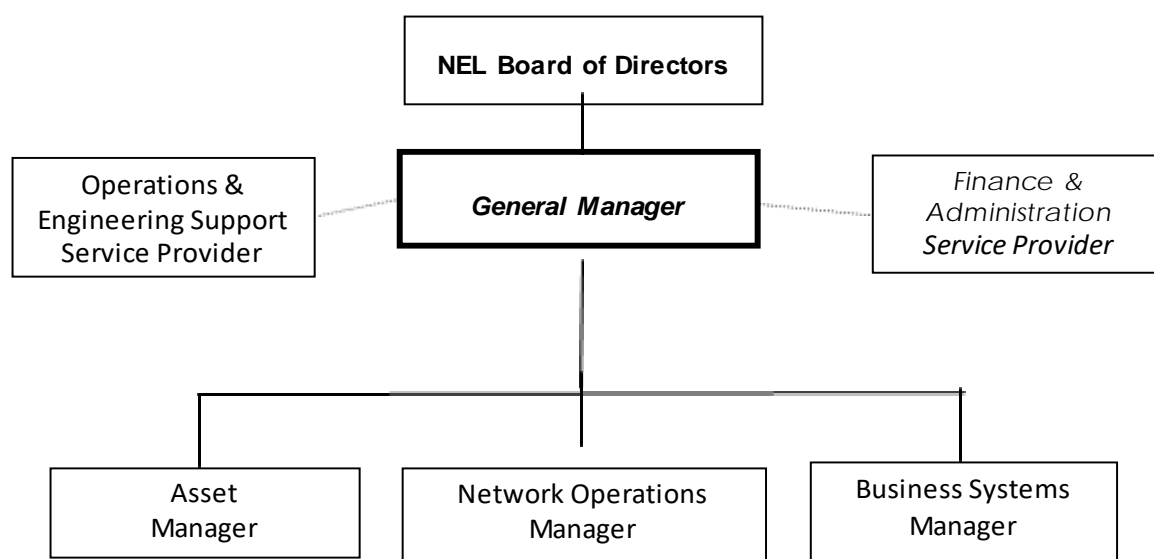 NEL Board of Directors
Operations &
Engineering Support
Service Provider
General Manager
Finance &
Administration
Service Provider
Asset
Manager
Network Operations
Manager
Business Systems
Manager